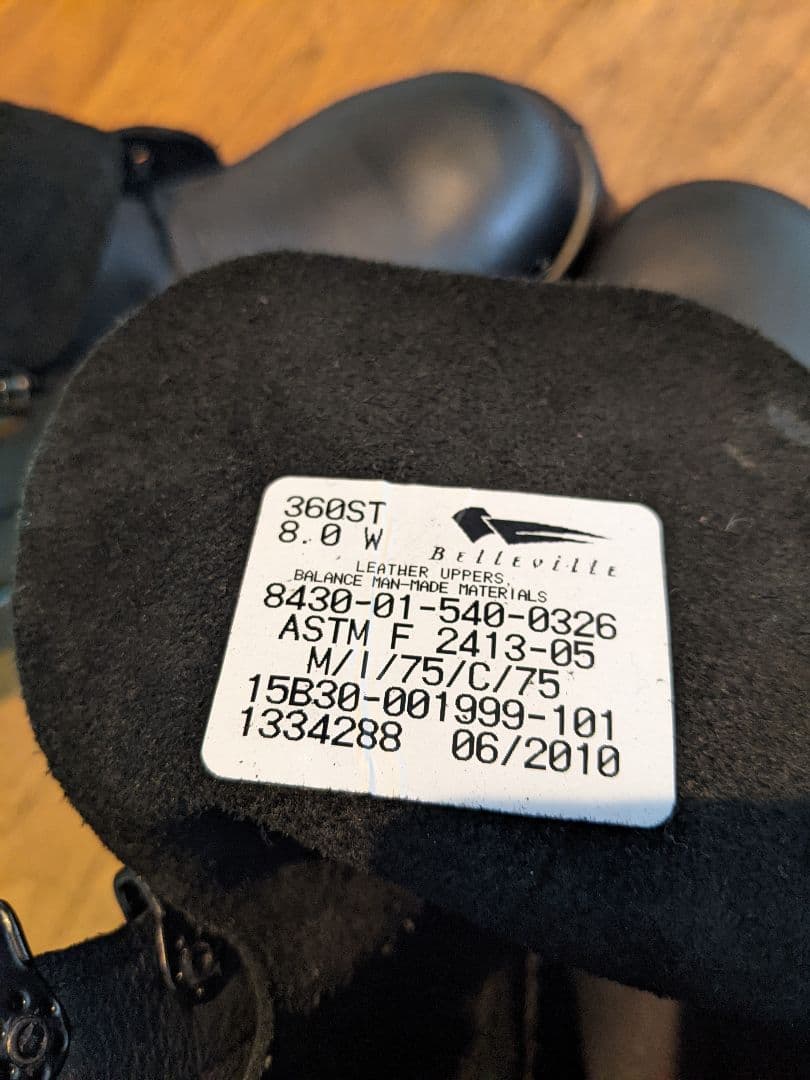 360ST
8.0 W
Belleville
LEATHER UPPERS,
BALANCE MAN-MADE MATERIALS
8430-01-540-0326
ASTM F 2413-05
M/I/75/C/75
15B30-001999-101
1334288 06/2010